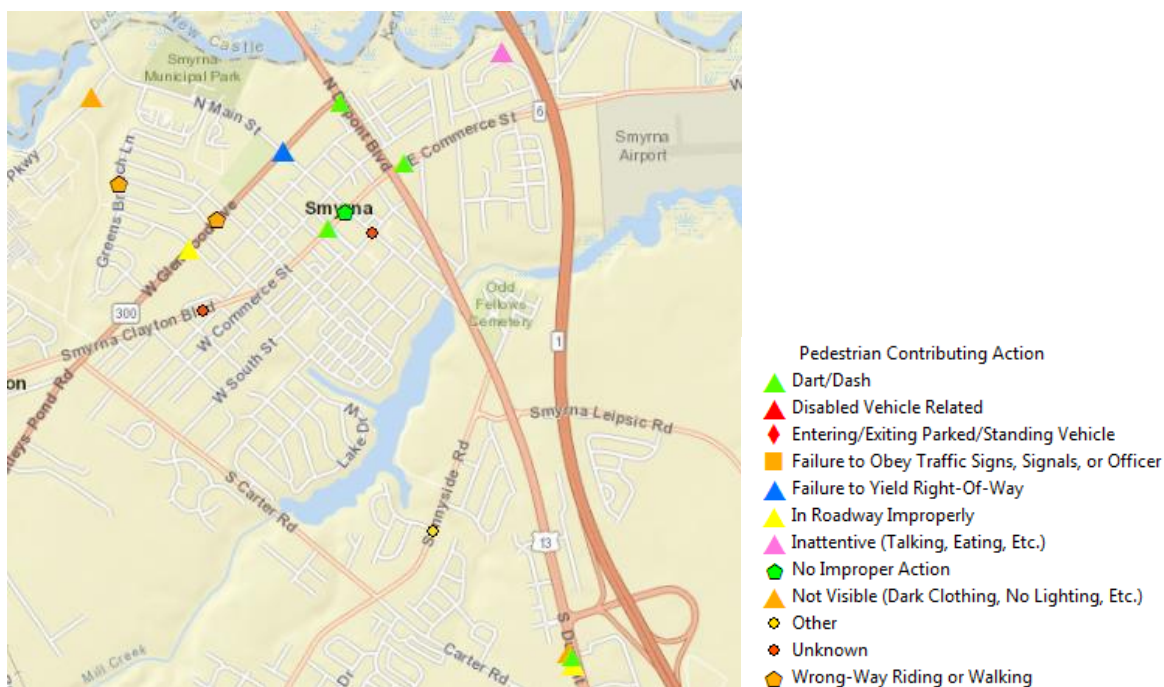 New Castle
Smyrna
Municipal Park
N Main St
N Dupont Blvd
E Commerce St
6
W
Smyrna
Airport
Pkwy
Greens Branch Ln
Smyrna
300
W Commerce St
Smyrna Clayton Blvd
W South St
Odd
Fellows
Cemetery
1
on
Lake Dr
Smyrna Leipsic Rd
S Carter Rd
Sunnyside Rd
13
Mill Creek
Carter Rd
Dr
Pedestrian Contributing Action
Dart/Dash
Disabled Vehicle Related
Entering/Exiting Parked/Standing Vehicle
Failure to Obey Traffic Signs, Signals, or Officer
Failure to Yield Right-Of-Way
In Roadway Improperly
Inattentive (Talking, Eating, Etc.)
No Improper Action
Not Visible (Dark Clothing, No Lighting, Etc.)
Other
Unknown
Wrong-Way Riding or Walking